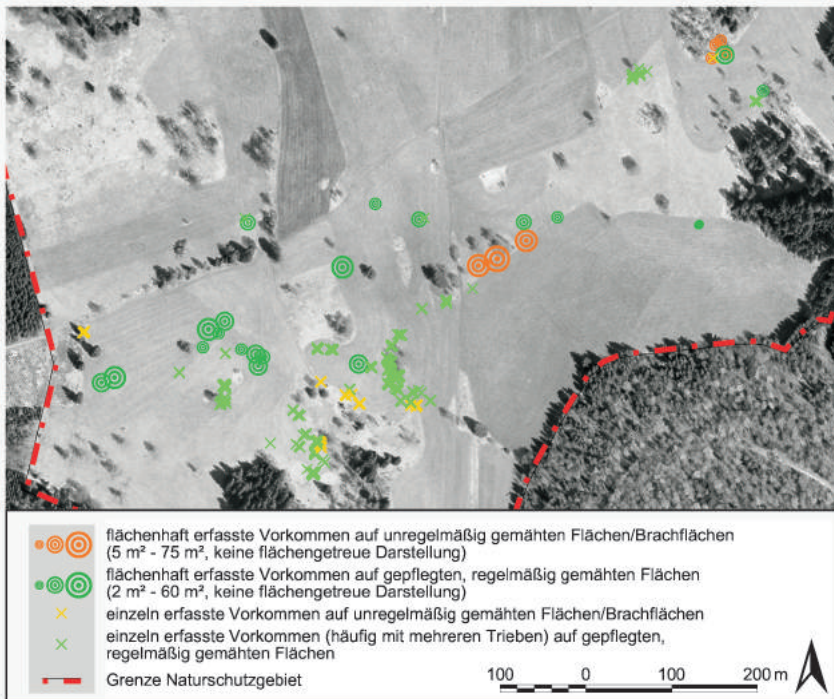 flächenhaft erfasste Vorkommen auf unregelmäßig gemähten Flächen/Brachflächen
(5 m² - 75 m², keine flächengetreue Darstellung)
flächenhaft erfasste Vorkommen auf gepflegten, regelmäßig gemähten Flächen
(2 m² - 60 m², keine flächengetreue Darstellung)
einzeln erfasste Vorkommen auf unregelmäßig gemähten Flächen/Brachflächen
einzeln erfasste Vorkommen (häufig mit mehreren Trieben) auf gepflegten,
regelmäßig gemähten Flächen
Grenze Naturschutzgebiet
100 0 100 200 m